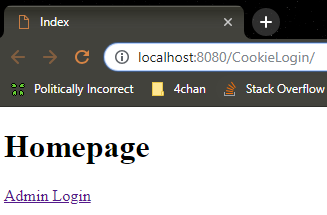 Index
localhost:8080/CookieLogin/
Politically Incorrect 4chan Stack Overflow
Homepage
Admin Login